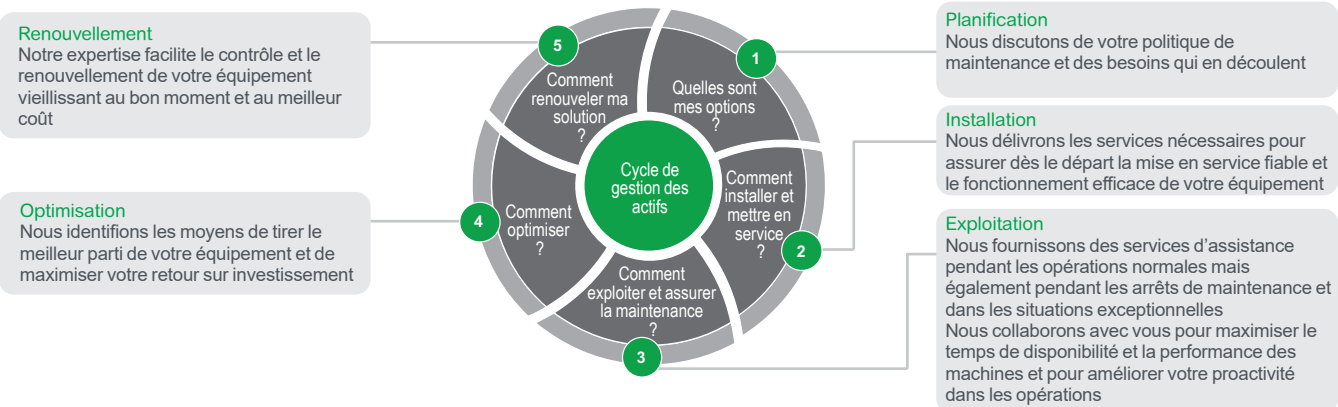 Renouvellement
Notre expertise facilite le contrôle et le
renouvellement de votre équipement
vieillissant au bon moment et au meilleur
coût
Optimisation
Nous identifions les moyens de tirer le
meilleur parti de votre équipement et de
maximiser votre retour sur investissement
5
Comment
renouveler ma
solution
?
1
Quelles sont
mes options
?
Cycle de
gestion des
actifs
Comment
installer et
mettre en
service
?
2
4
Comment
optimiser
?
Comment
exploiter et assurer
la maintenance
?
3
Planification
Nous discutons de votre politique de
maintenance et des besoins qui en découlent
Installation
Nous délivrons les services nécessaires pour
assurer dès le départ la mise en service fiable et
le fonctionnement efficace de votre équipement
Exploitation
Nous fournissons des services d’assistance
pendant les opérations normales mais
également pendant les arrêts de maintenance et
dans les situations exceptionnelles
Nous collaborons avec vous pour maximiser le
temps de disponibilité et la performance des
machines et pour améliorer votre proactivité
dans les opérations